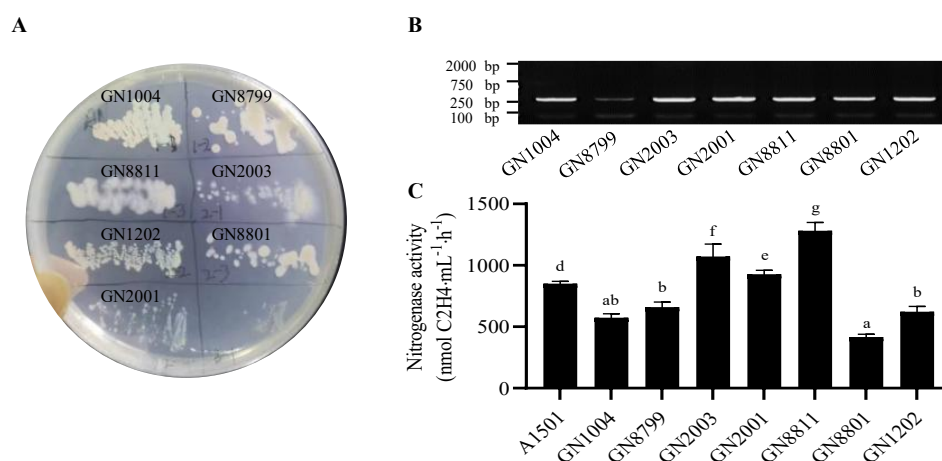 A
GN1004 GN8799
GN8811 GN2003
GN1202 GN8801
GN2001
B
2000 bp
750 bp
250 bp
100 bp
GN1004 GN8799 GN2003 GN2001 GN8811 GN8801 GN1202
C
Nitrogenase activity
(nmol C2H4·mL⁻¹·h⁻¹)
1500
1000
500
0
d ab b f e g a b
A1501 GN1004 GN8799 GN2003 GN2001 GN8811 GN8801 GN1202